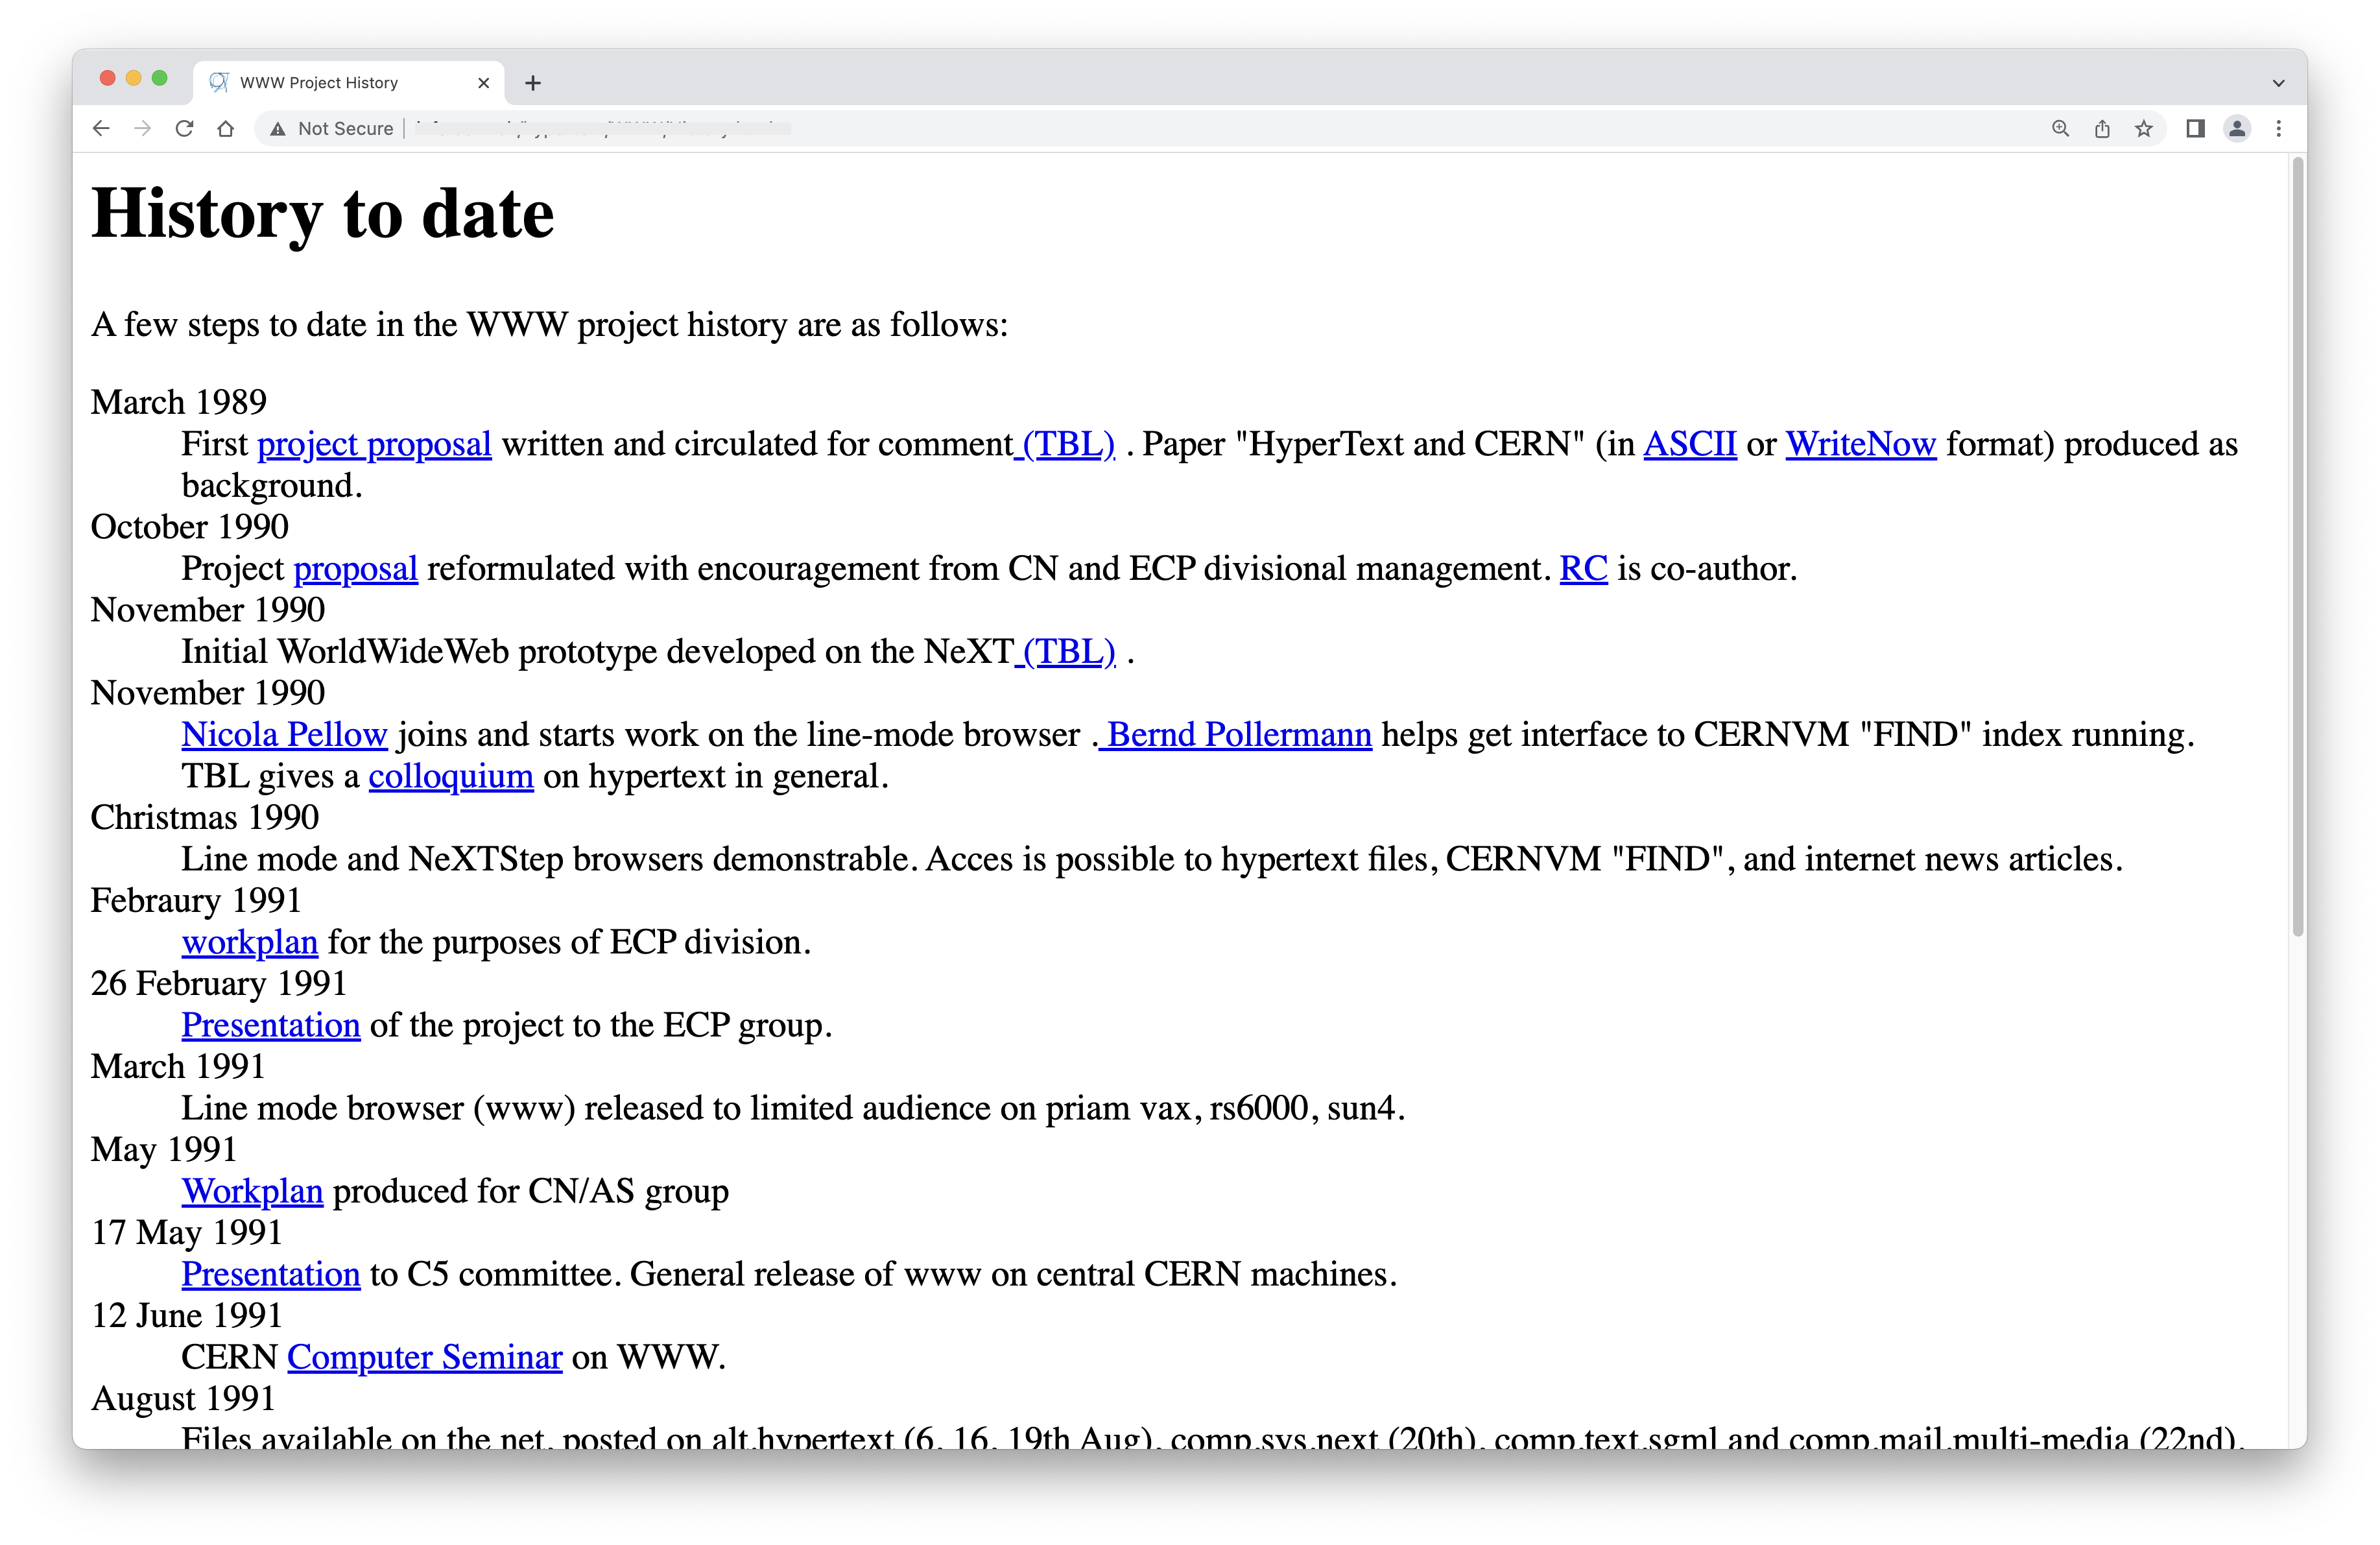 WWW Project History
Not Secure
History to date
A few steps to date in the WWW project history are as follows:
March 1989
First project proposal written and circulated for comment (TBL) . Paper "HyperText and CERN" (in ASCII or WriteNow format) produced as
background.
October 1990
Project proposal reformulated with encouragement from CN and ECP divisional management. RC is co-author.
November 1990
Initial WorldWideWeb prototype developed on the NeXT (TBL) .
November 1990
Nicola Pellow joins and starts work on the line-mode browser . Bernd Pollermann helps get interface to CERNVM "FIND" index running.
TBL gives a colloquium on hypertext in general.
Christmas 1990
Line mode and NeXTStep browsers demonstrable. Acces is possible to hypertext files, CERNVM "FIND", and internet news articles.
Febraury 1991
workplan for the purposes of ECP division.
26 February 1991
Presentation of the project to the ECP group.
March 1991
Line mode browser (www) released to limited audience on priam vax, rs6000, sun4.
May 1991
Workplan produced for CN/AS group
17 May 1991
Presentation to C5 committee. General release of www on central CERN machines.
12 June 1991
CERN Computer Seminar on WWW.
August 1991
Files available on the net, posted on alt.hypertext (6, 16, 19th Aug), comp.sys.next (20th), comp.text.sgml and comp.mail.multi-media (22nd).